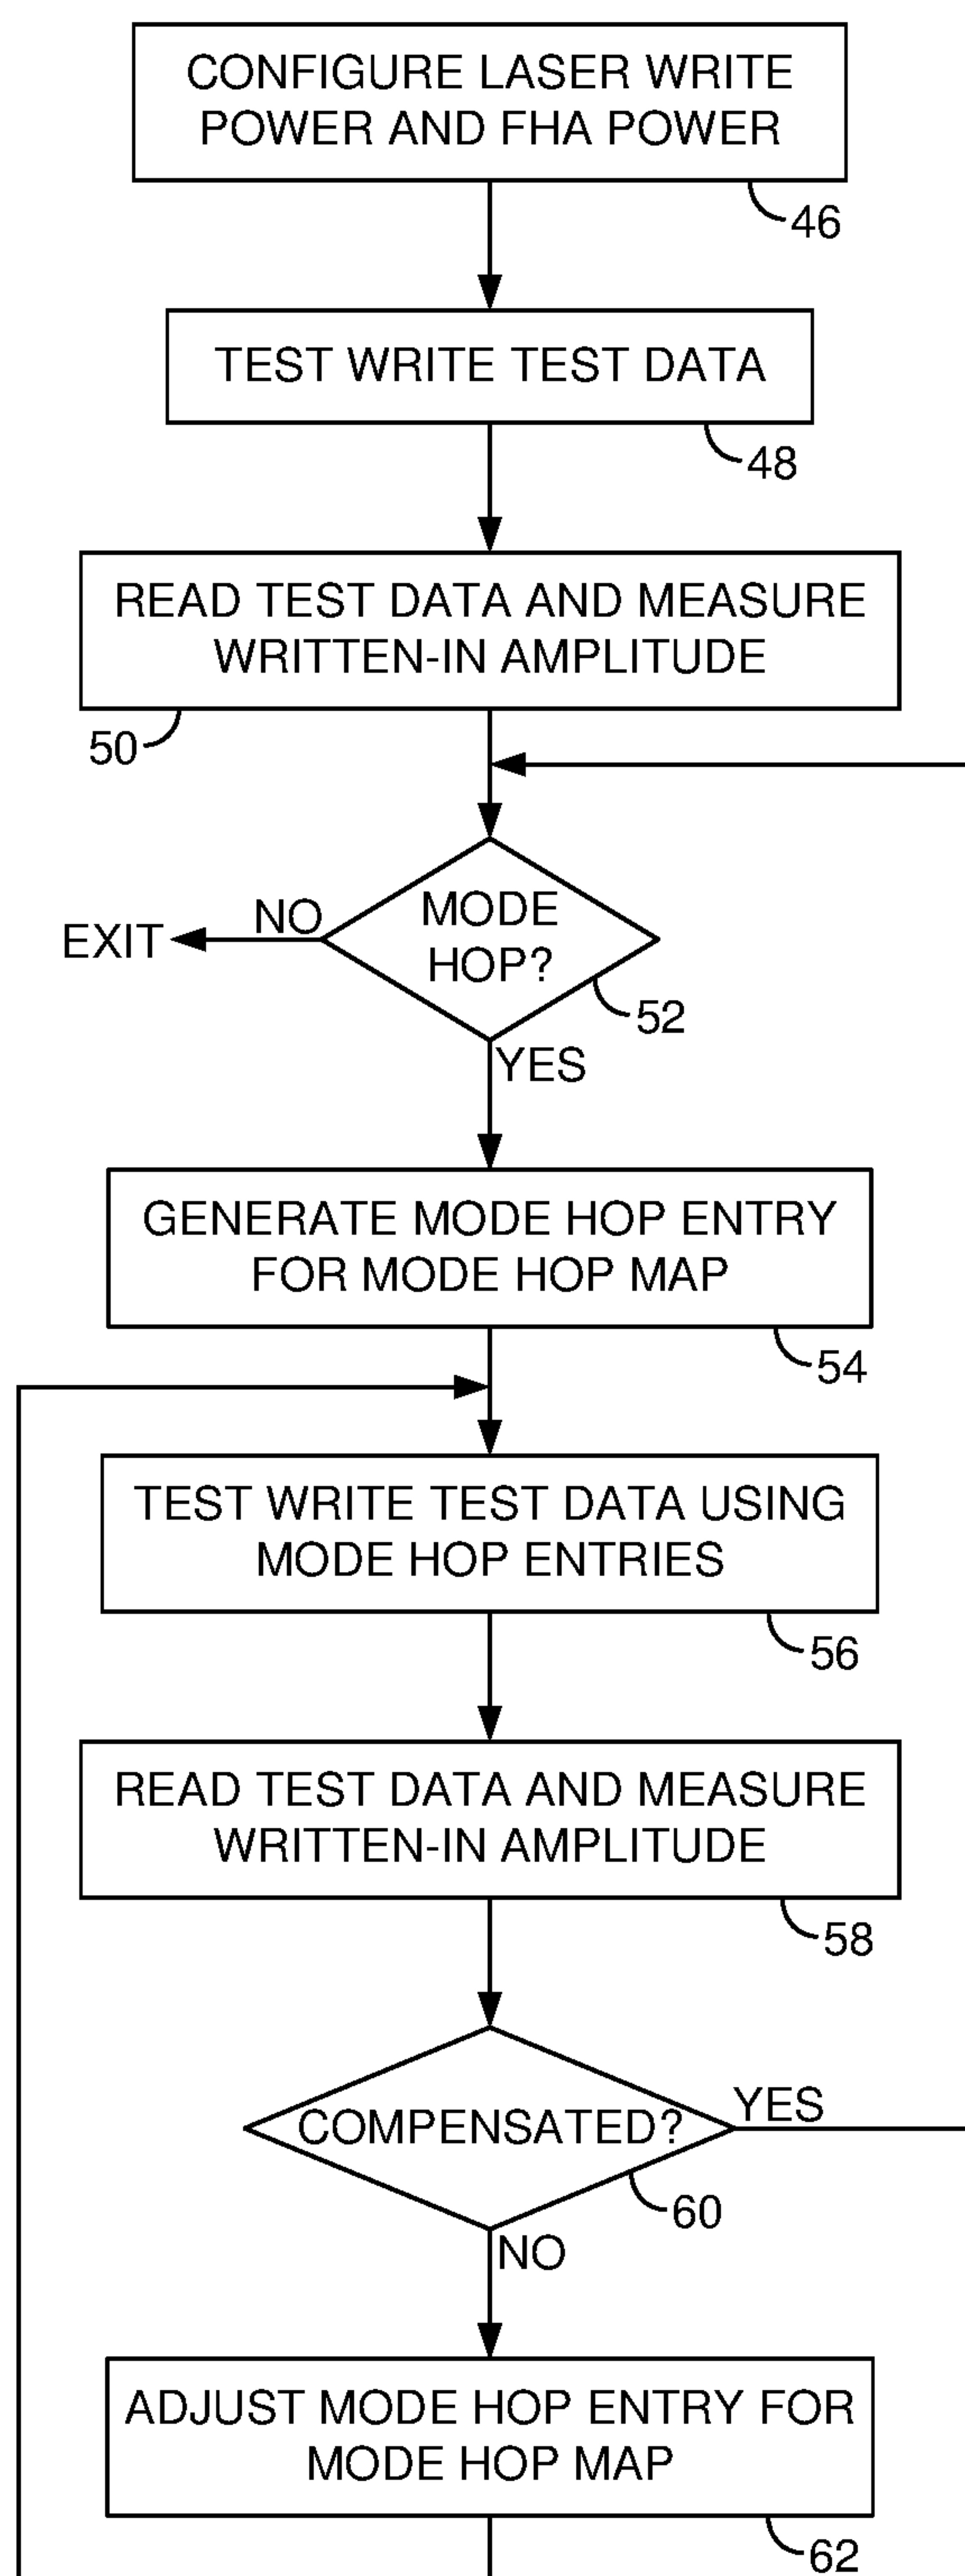 CONFIGURE LASER WRITE
POWER AND FHA POWER
46
TEST WRITE TEST DATA
48
READ TEST DATA AND MEASURE
WRITTEN-IN AMPLITUDE
50
MODE
HOP?
NO
EXIT
52
YES
GENERATE MODE HOP ENTRY
FOR MODE HOP MAP
54
TEST WRITE TEST DATA USING
MODE HOP ENTRIES
56
READ TEST DATA AND MEASURE
WRITTEN-IN AMPLITUDE
58
COMPENSATED?
YES
60
NO
ADJUST MODE HOP ENTRY FOR
MODE HOP MAP
62